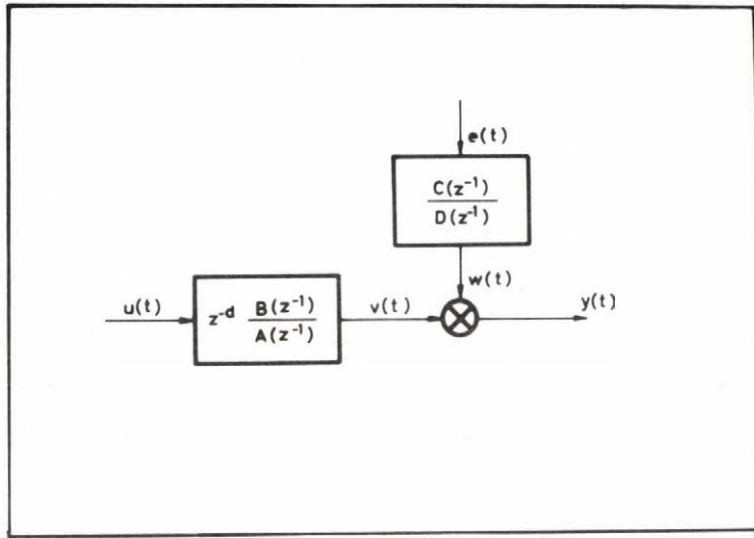 e(t)
C(z⁻¹)
D(z⁻¹)
w(t)
u(t)
z⁻ᵈ B(z⁻¹)
A(z⁻¹)
v(t)
y(t)